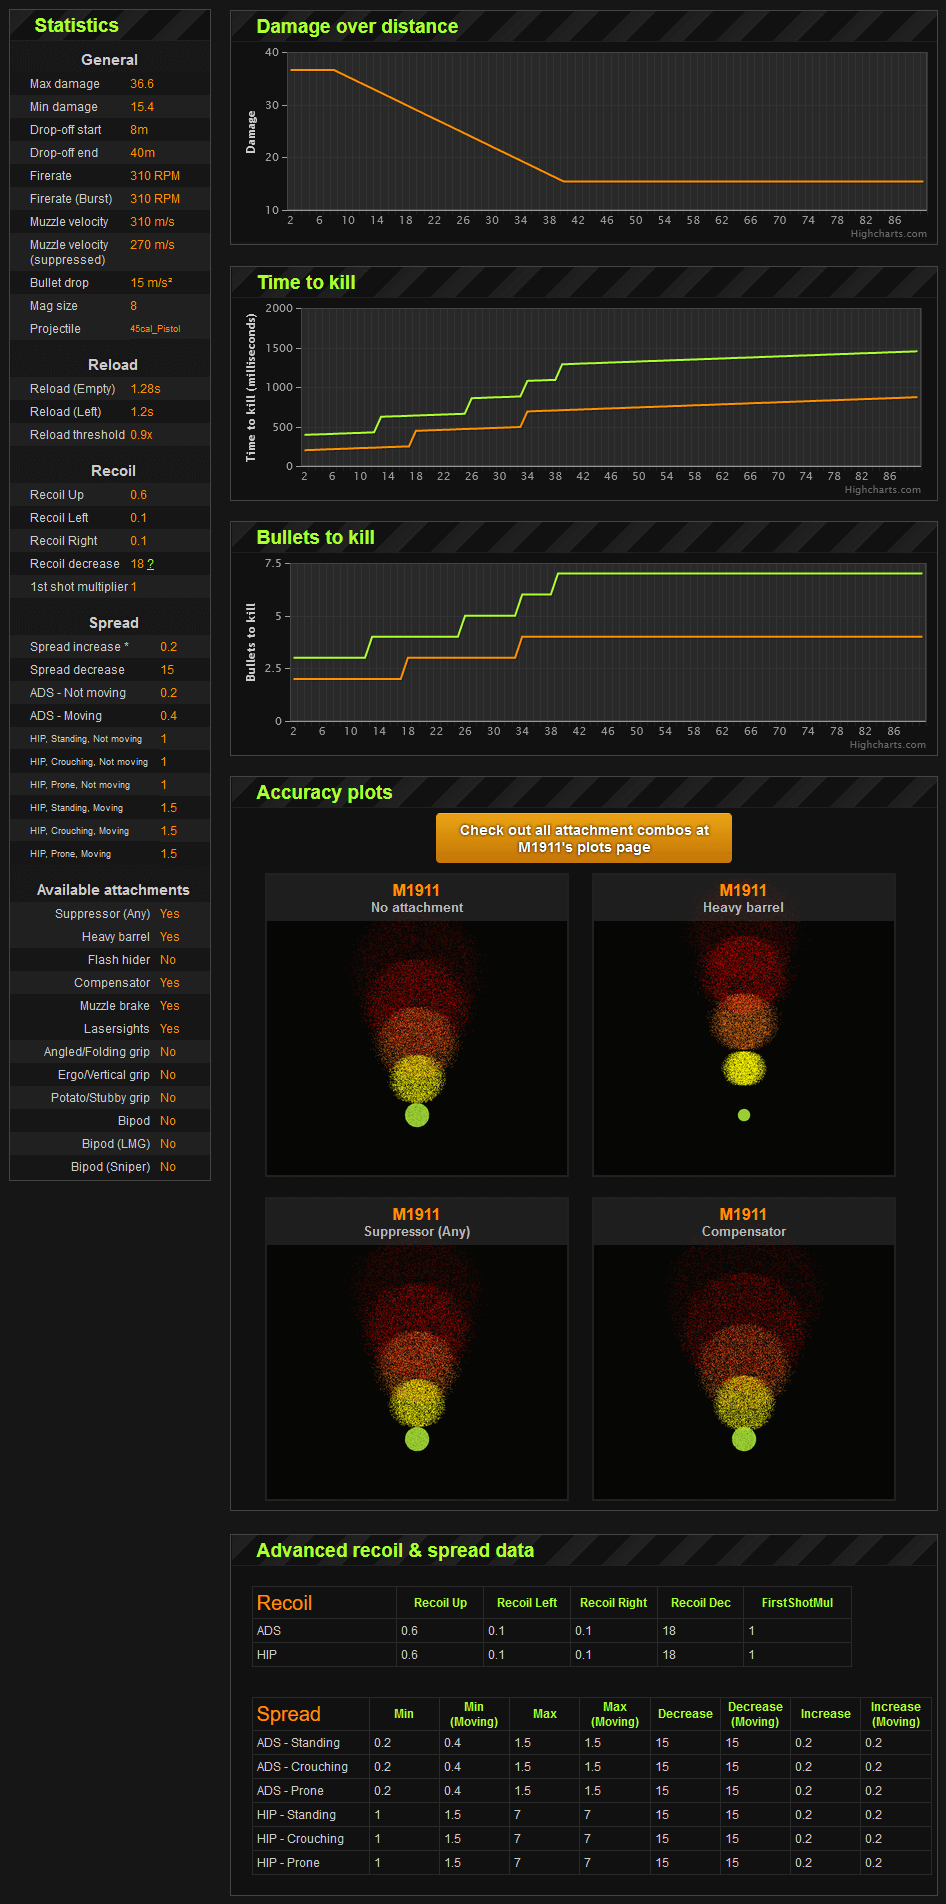 Statistics
General
Max damage 36.6
Min damage 15.4
Drop-off start 8m
Drop-off end 40m
Firerate 310 RPM
Firerate (Burst) 310 RPM
Muzzle velocity 310 m/s
Muzzle velocity 270 m/s
(suppressed)
Bullet drop 15 m/s²
Mag size 8
Projectile 45cal_Pistol
Reload
Reload (Empty) 1.28s
Reload (Left) 1.2s
Reload threshold 0.9x
Recoil
Recoil Up 0.6
Recoil Left 0.1
Recoil Right 0.1
Recoil decrease 18 ?
1st shot multiplier 1
Spread
Spread increase * 0.2
Spread decrease 15
ADS - Not moving 0.2
ADS - Moving 0.4
HIP, Standing, Not moving 1
HIP, Crouching, Not moving 1
HIP, Prone, Not moving 1
HIP, Standing, Moving 1.5
HIP, Crouching, Moving 1.5
HIP, Prone, Moving 1.5
Available attachments
Suppressor (Any) Yes
Heavy barrel Yes
Flash hider No
Compensator Yes
Muzzle brake Yes
Lasersights Yes
Angled/Folding grip No
Ergo/Vertical grip No
Potato/Stubby grip No
Bipod No
Bipod (LMG) No
Bipod (Sniper) No
Damage over distance
Damage
40
30
20
10
2 6 10 14 18 22 26 30 34 38 42 46 50 54 58 62 66 70 74 78 82 86
Highcharts.com
Time to kill
Time to kill (milliseconds)
2000
1500
1000
500
0
2 6 10 14 18 22 26 30 34 38 42 46 50 54 58 62 66 70 74 78 82 86
Highcharts.com
Bullets to kill
Bullets to kill
7.5
5
2.5
0
2 6 10 14 18 22 26 30 34 38 42 46 50 54 58 62 66 70 74 78 82 86
Highcharts.com
Accuracy plots
Check out all attachment combos at
M1911's plots page
M1911
No attachment
M1911
Heavy barrel
M1911
Suppressor (Any)
M1911
Compensator
Advanced recoil & spread data
Recoil Recoil Up Recoil Left Recoil Right Recoil Dec FirstShotMul
ADS 0.6 0.1 0.1 18 1
HIP 0.6 0.1 0.1 18 1
Spread Min Min (Moving) Max Max (Moving) Decrease Decrease (Moving) Increase Increase (Moving)
ADS - Standing 0.2 0.4 1.5 1.5 15 15 0.2 0.2
ADS - Crouching 0.2 0.4 1.5 1.5 15 15 0.2 0.2
ADS - Prone 0.2 0.4 1.5 1.5 15 15 0.2 0.2
HIP - Standing 1 1.5 7 7 15 15 0.2 0.2
HIP - Crouching 1 1.5 7 7 15 15 0.2 0.2
HIP - Prone 1 1.5 7 7 15 15 0.2 0.2